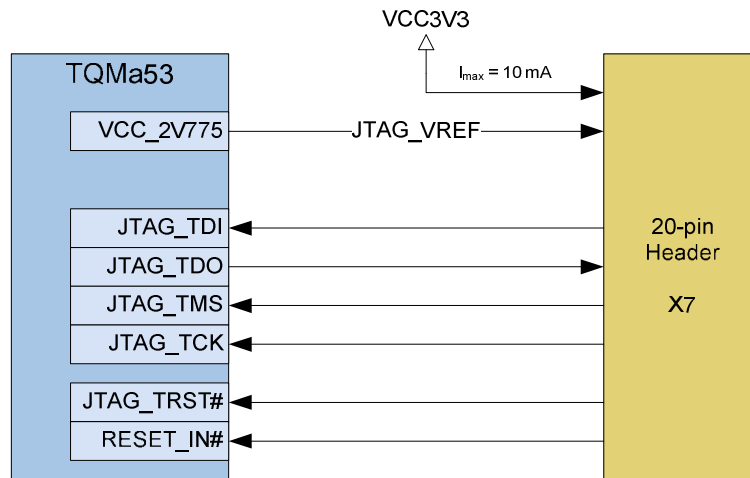 VCC3V3
TQMa53
Imax = 10 mA
VCC_2V775
JTAG_VREF
JTAG_TDI
JTAG_TDO
JTAG_TMS
JTAG_TCK
JTAG_TRST#
RESET_IN#
20-pin
Header
X7